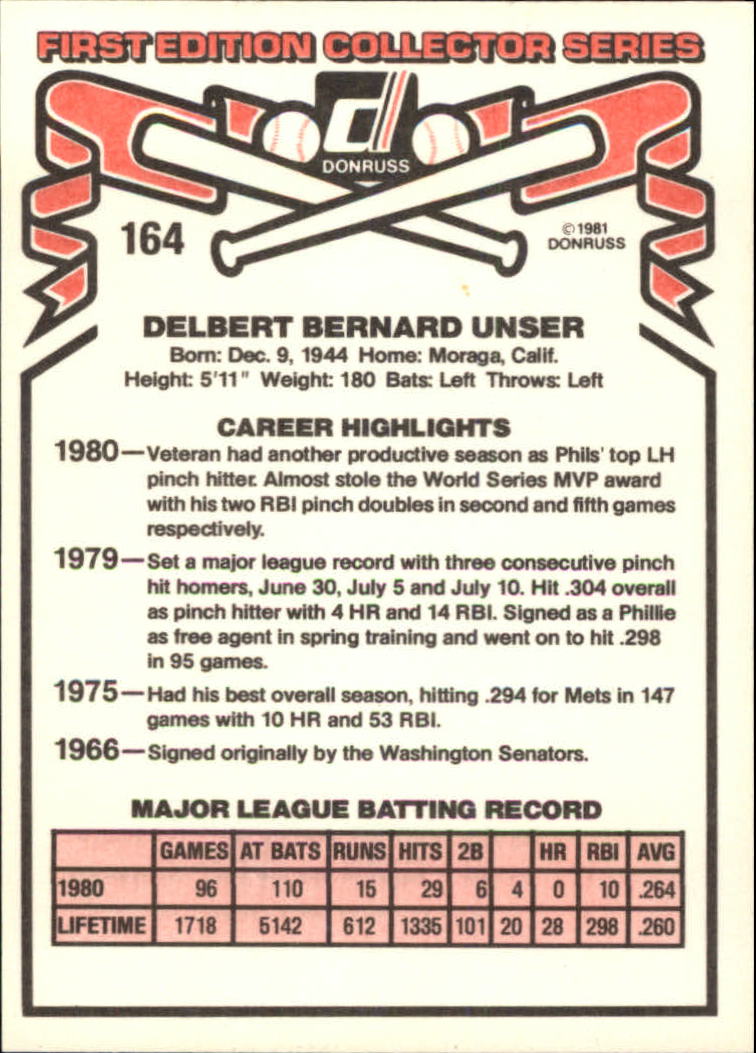 FIRST EDITION COLLECTOR SERIES
d
DONRUSS
164
©1981
DONRUSS
DELBERT BERNARD UNSER
Born: Dec. 9, 1944 Home: Moraga, Calif.
Height: 5'11" Weight: 180 Bats: Left Throws: Left
CAREER HIGHLIGHTS
1980—Veteran had another productive season as Phils' top LH
pinch hitter. Almost stole the World Series MVP award
with his two RBI pinch doubles in second and fifth games
respectively.
1979—Set a major league record with three consecutive pinch
hit homers, June 30, July 5 and July 10. Hit .304 overall
as pinch hitter with 4 HR and 14 RBI. Signed as a Phillie
as free agent in spring training and went on to hit .298
in 95 games.
1975—Had his best overall season, hitting .294 for Mets in 147
games with 10 HR and 53 RBI.
1966—Signed originally by the Washington Senators.
MAJOR LEAGUE BATTING RECORD
GAMES AT BATS RUNS HITS 2B HR RBI AVG
1980 96 110 15 29 6 4 0 10 .264
LIFETIME 1718 5142 612 1335 101 20 28 298 .260